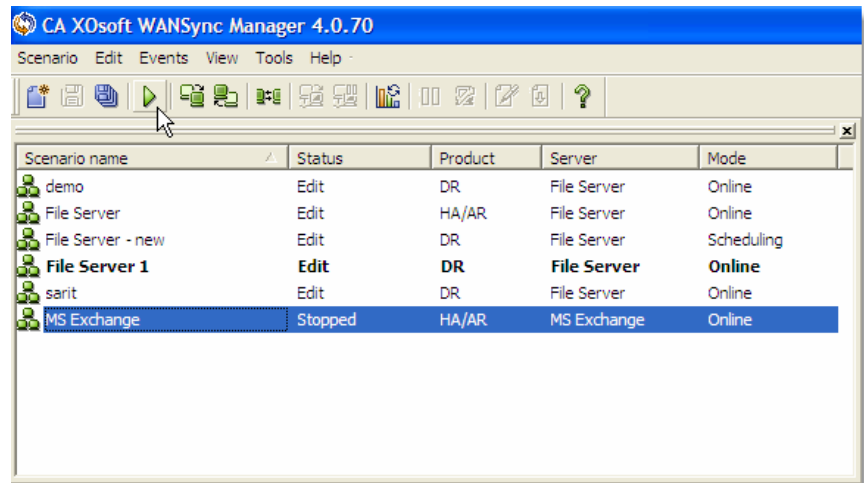 CA XOsoft WANSync Manager 4.0.70
Scenario Edit Events View Tools Help
Scenario name Status Product Server Mode
demo Edit DR File Server Online
File Server Edit HA/AR File Server Online
File Server - new Edit DR File Server Scheduling
File Server 1 Edit DR File Server Online
sarit Edit DR File Server Online
MS Exchange Stopped HA/AR MS Exchange Online